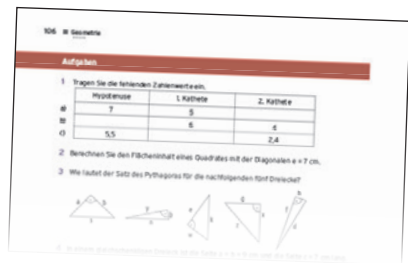 106 Geometrie
Aufgaben
1 Tragen Sie die fehlenden Zahlenwerte ein.
Hypotenuse 1. Kathete 2. Kathete
a) 7 5
b) 6 6
c) 5,5 2,4
2 Berechnen Sie den Flächeninhalt eines Quadrates mit der Diagonalen e = 7 cm.
3 Wie lautet der Satz des Pythagoras für die nachfolgenden fünf Dreiecke?